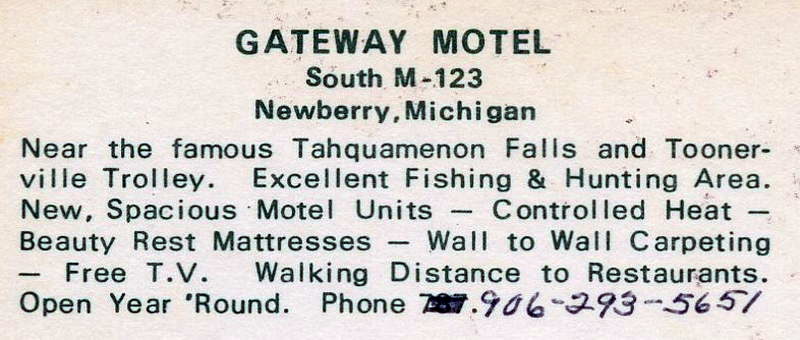 GATEWAY MOTEL
South M-123
Newberry, Michigan
Near the famous Tahquamenon Falls and Tooner-
ville Trolley. Excellent Fishing & Hunting Area.
New, Spacious Motel Units — Controlled Heat —
Beauty Rest Mattresses — Wall to Wall Carpeting
— Free T.V. Walking Distance to Restaurants.
Open Year 'Round. Phone 906-293-5651